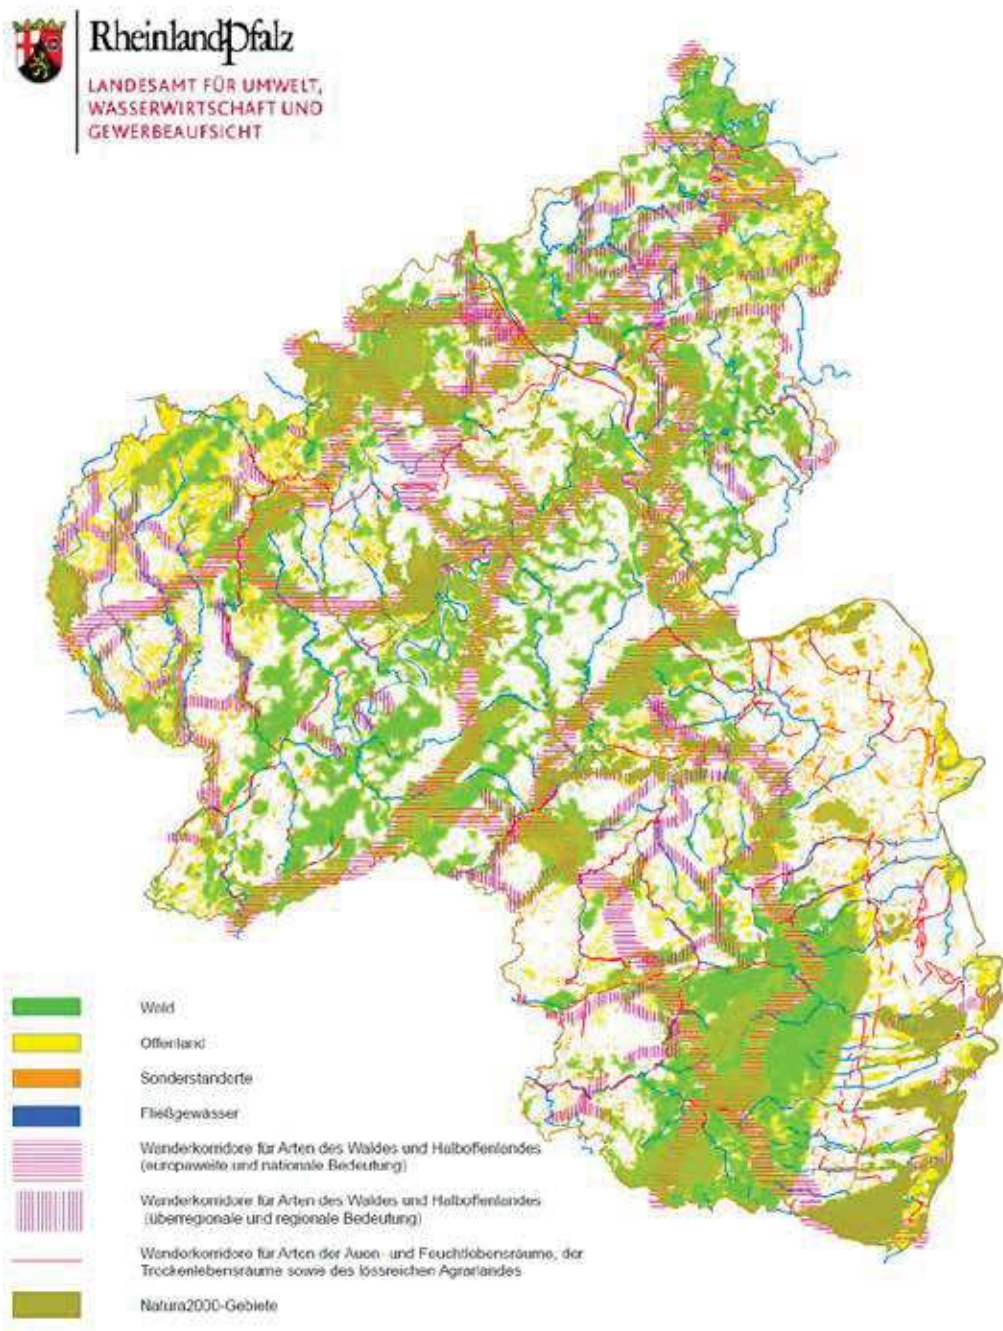 RheinlandPfalz
LANDESAMT FÜR UMWELT,
WASSERWIRTSCHAFT UND
GEWERBEAUFSICHT
Wald
Offenland
Sonderstandorte
Fließgewässer
Wanderkorridore für Arten des Waldes und Halboffenlandes
(europaweite und nationale Bedeutung)
Wanderkorridore für Arten des Waldes und Halboffenlandes
(überregionale und regionale Bedeutung)
Wanderkorridore für Arten der Auen- und Feuchtlebensräume, der
Trockenlebensräume sowie des lössreichen Agrarlandes
Natura2000-Gebiete